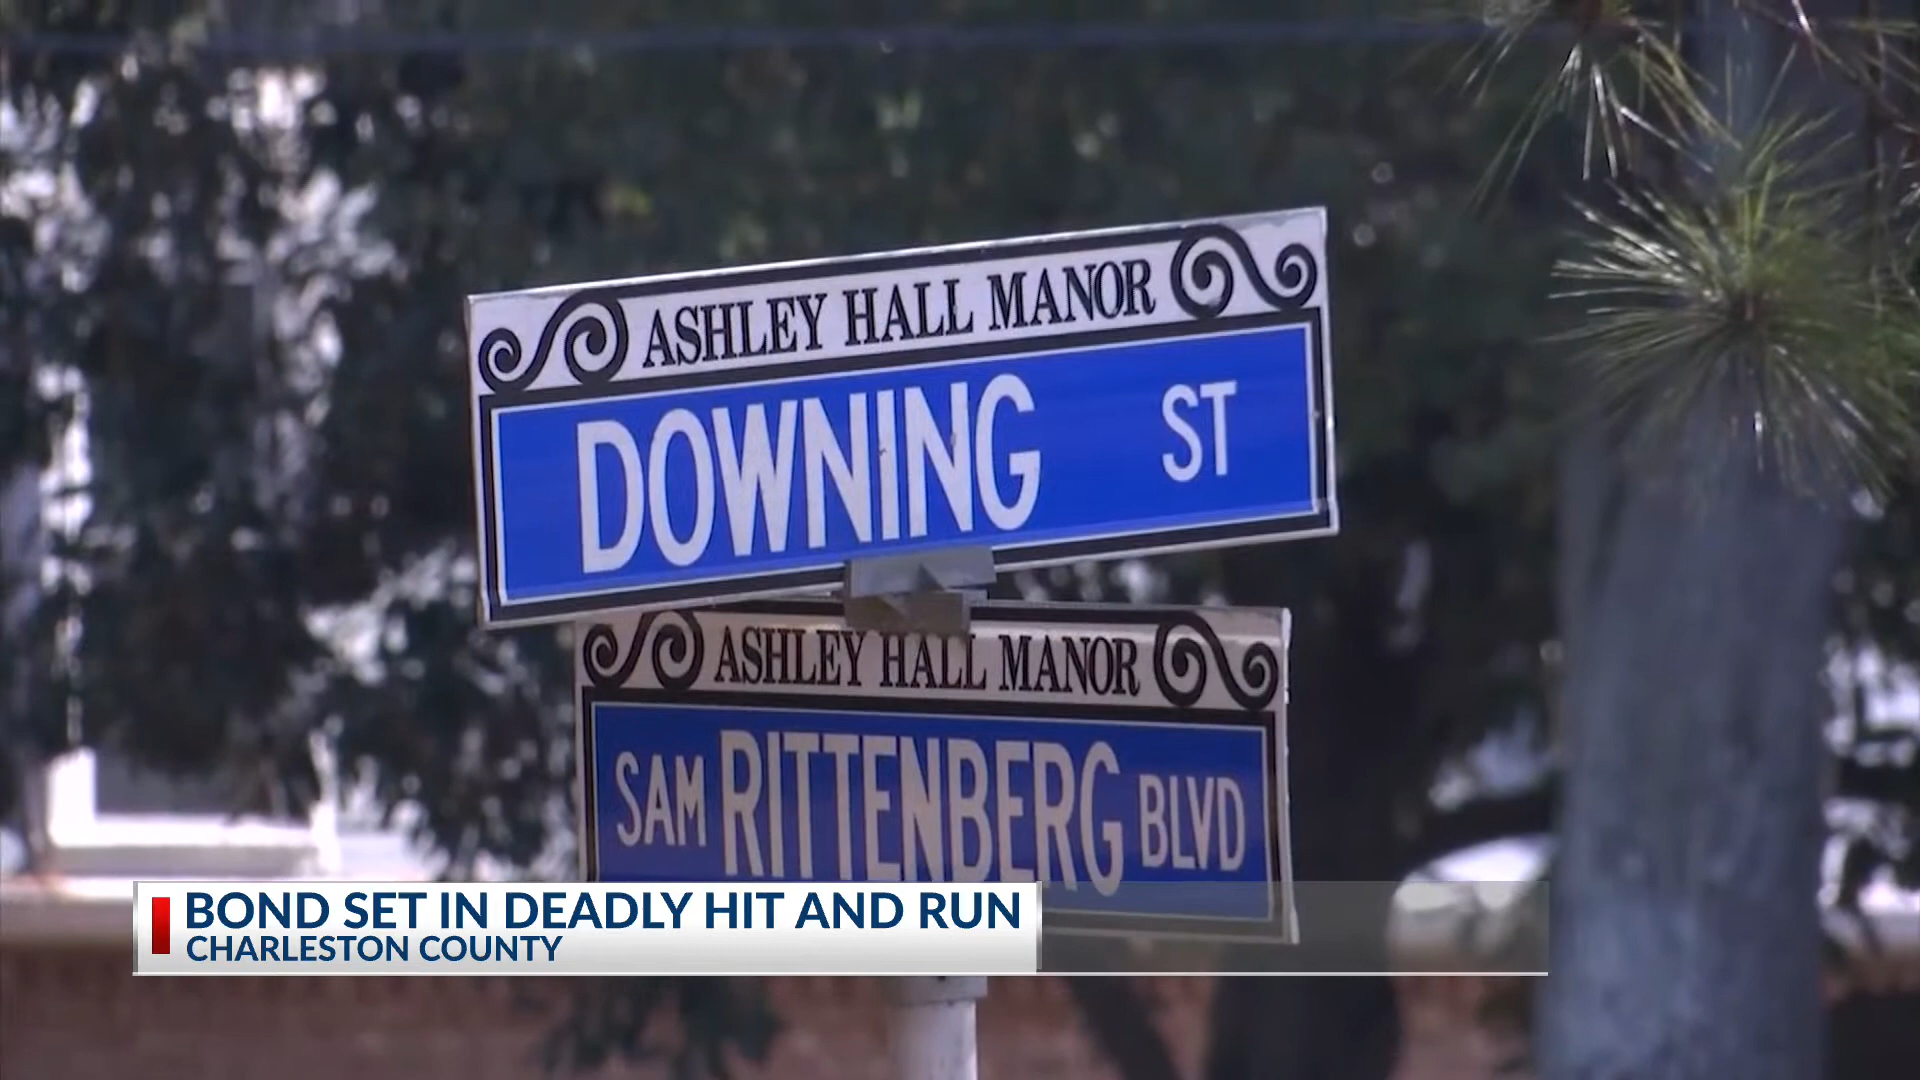 ASHLEY HALL MANOR
DOWNING ST
ASHLEY HALL MANOR
SAM RITTENBERG BLVD
BOND SET IN DEADLY HIT AND RUN
CHARLESTON COUNTY